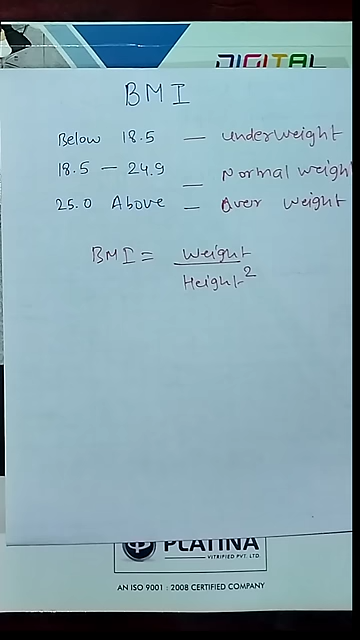 DIGITAL
BMI
Below 18.5 — underweight
18.5 — 24.9 — Normal weight
25.0 Above — Over weight
BMI = Weight
Height²
PLATINA
VITRIFIED PVT. LTD.
AN ISO 9001 : 2008 CERTIFIED COMPANY